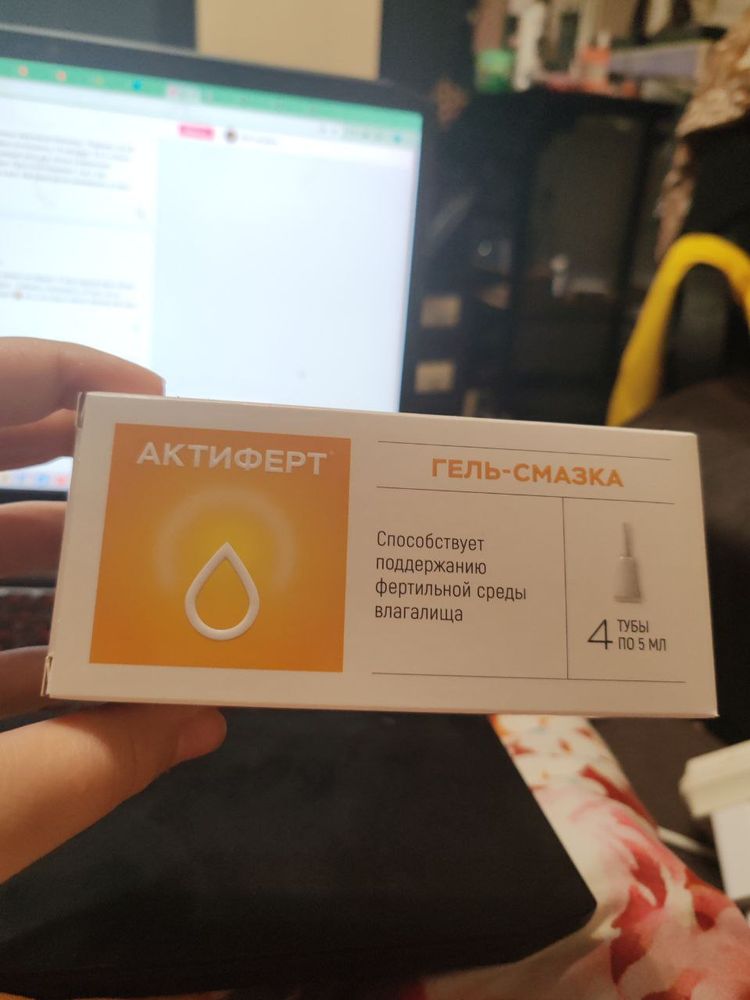 АКТИФЕРТ
ГЕЛЬ-СМАЗКА
Способствует
поддержанию
фертильной среды
влагалища
4 ТУБЫ
ПО 5 МЛ